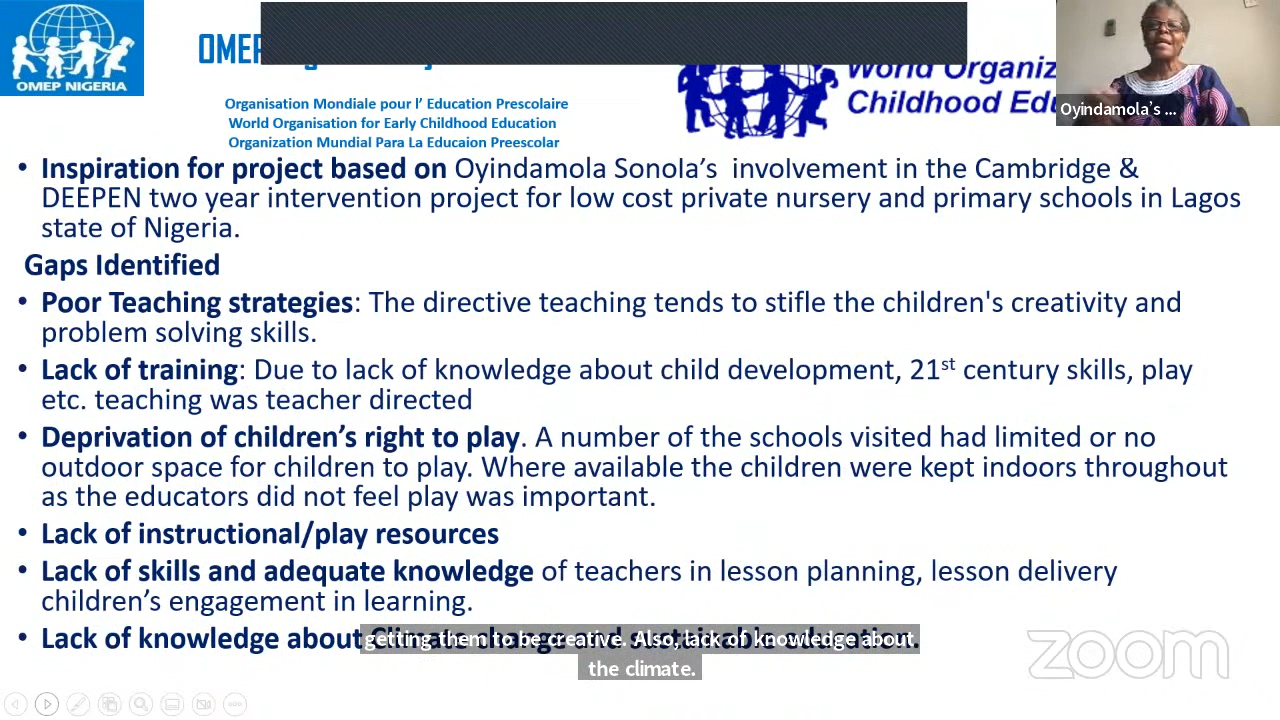 OMEP NIGERIA
OMEP
World Organiz
Childhood Edu
Oyindamola’s ...
Organisation Mondiale pour l’ Education Prescolaire
World Organisation for Early Childhood Education
Organization Mundial Para La Educaion Preescolar
• Inspiration for project based on Oyindamola Sonola’s involvement in the Cambridge &
DEEPEN two year intervention project for low cost private nursery and primary schools in Lagos
state of Nigeria.
Gaps Identified
• Poor Teaching strategies: The directive teaching tends to stifle the children's creativity and
problem solving skills.
• Lack of training: Due to lack of knowledge about child development, 21st century skills, play
etc. teaching was teacher directed
• Deprivation of children’s right to play. A number of the schools visited had limited or no
outdoor space for children to play. Where available the children were kept indoors throughout
as the educators did not feel play was important.
• Lack of instructional/play resources
• Lack of skills and adequate knowledge of teachers in lesson planning, lesson delivery
children’s engagement in learning.
• Lack of knowledge about Climate change and sustainable education.
getting them to be creative. Also, lack of knowledge about
the climate.
zoom